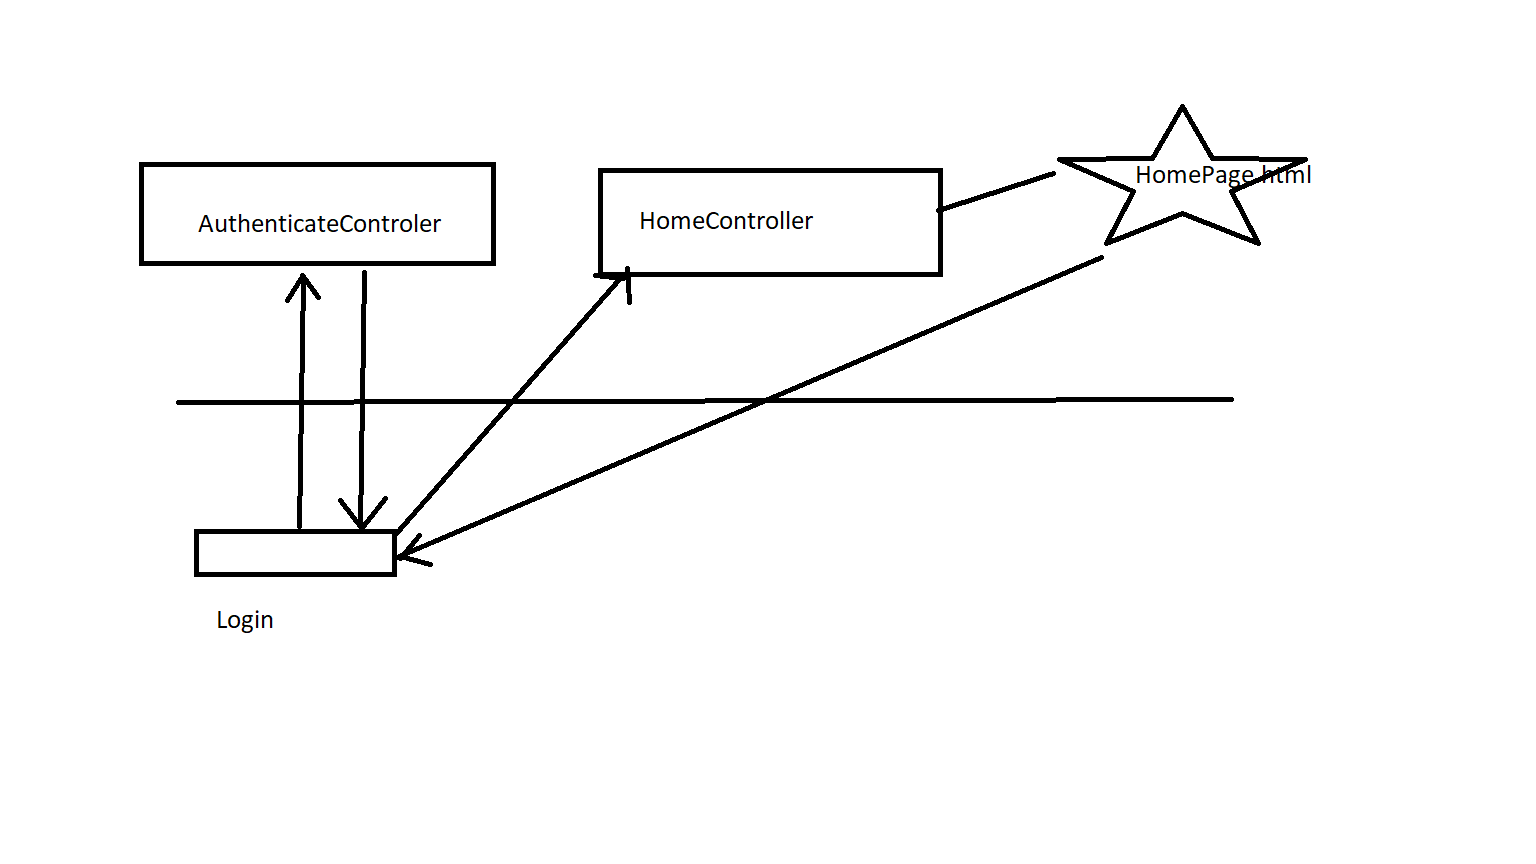 AuthenticateControler
HomeController
HomePage.html
Login